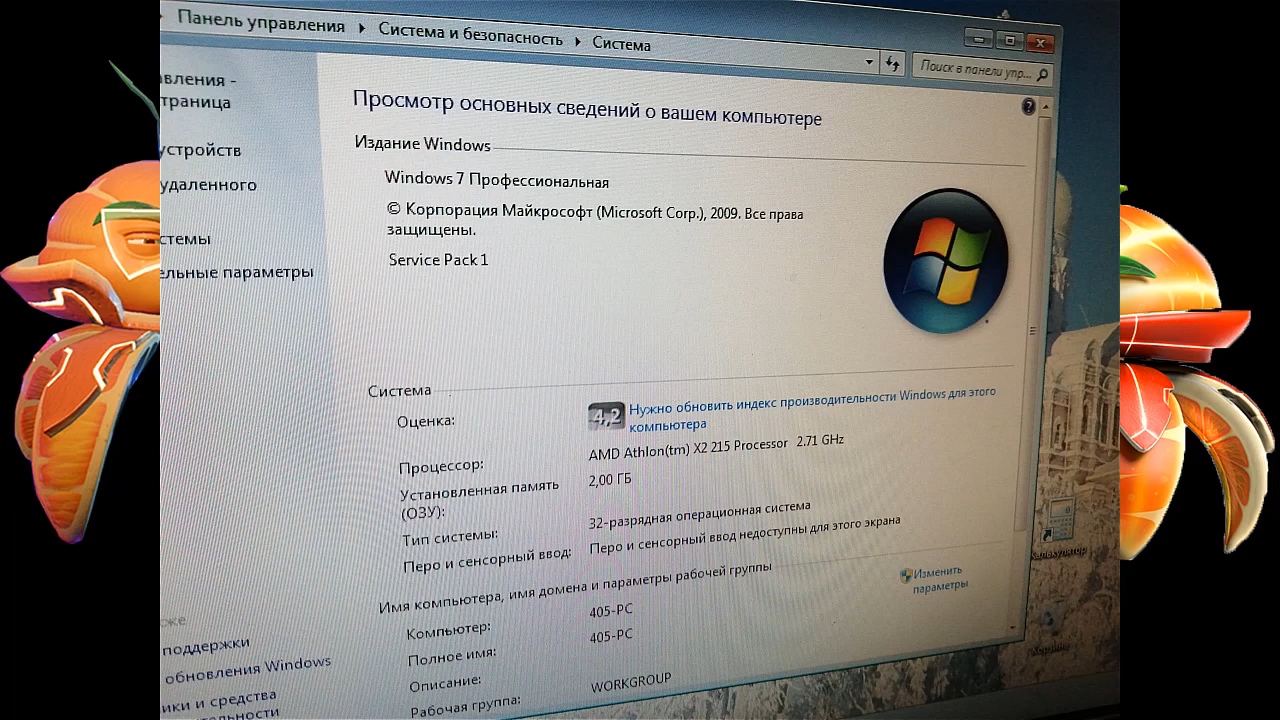 Панель управления ▸ Система и безопасность ▸ Система
Поиск в панели упр...
вления -
траница
устройств
удаленного
стемы
ельные параметры
Просмотр основных сведений о вашем компьютере
Издание Windows
Windows 7 Профессиональная
© Корпорация Майкрософт (Microsoft Corp.), 2009. Все права
защищены.
Service Pack 1
Система
Оценка:
4,2
Нужно обновить индекс производительности Windows для этого
компьютера
Процессор:
AMD Athlon(tm) X2 215 Processor 2.71 GHz
Установленная память
(ОЗУ):
2,00 ГБ
Тип системы:
32-разрядная операционная система
Перо и сенсорный ввод:
Перо и сенсорный ввод недоступны для этого экрана
Имя компьютера, имя домена и параметры рабочей группы
Компьютер:
405-PC
Изменить
параметры
Полное имя:
405-PC
Описание:
Рабочая группа:
WORKGROUP
же
поддержки
обновления Windows
ики и средства
тельности
Калькулятор
Корзина